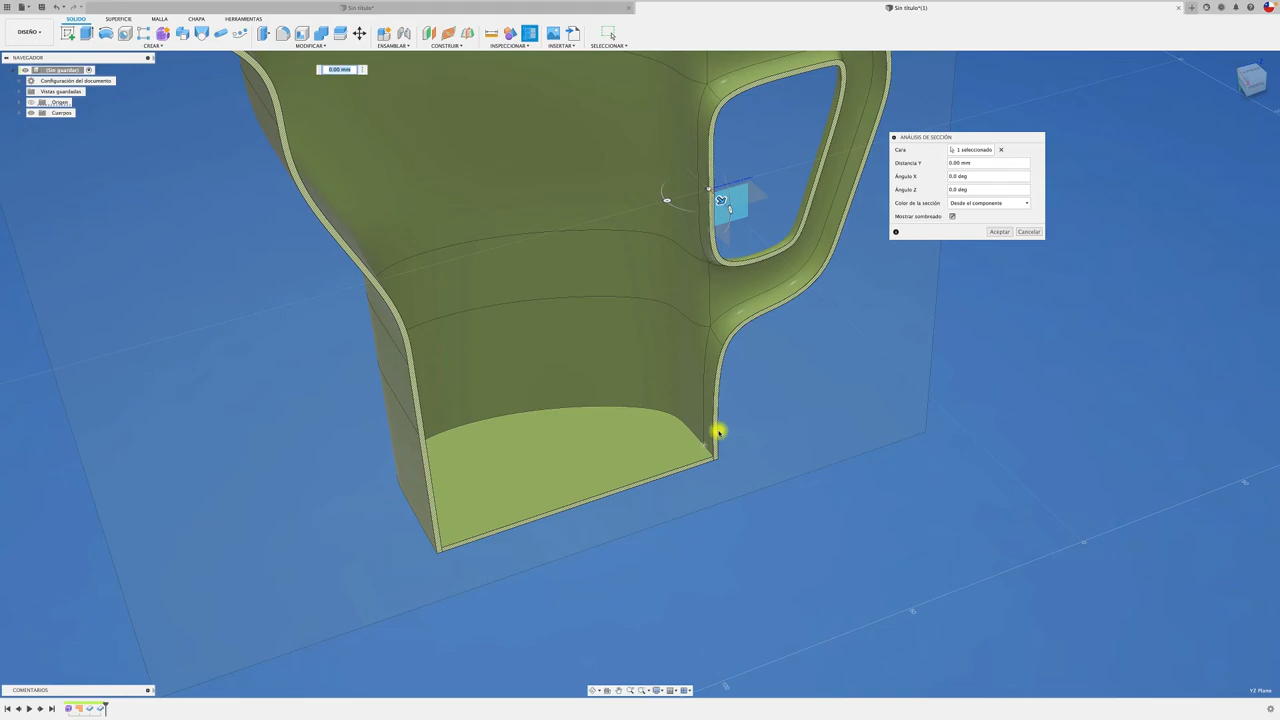 Sin título*
Sin título*(1)
SÓLIDO
SUPERFICIE
MALLA
CHAPA
HERRAMIENTAS
DISEÑO
CREAR
MODIFICAR
ENSAMBLAR
CONSTRUIR
INSPECCIONAR
INSERTAR
SELECCIONAR
NAVEGADOR
(Sin guardar)
Configuración del documento
Vistas guardadas
Origen
Cuerpos
0.00 mm
ANÁLISIS DE SECCIÓN
Cara 1 seleccionado
Distancia Y 0.00 mm
Ángulo X 0.0 deg
Ángulo Z 0.0 deg
Color de la sección Desde el componente
Mostrar sombreado
Aceptar Cancelar
COMENTARIOS
YZ Plano